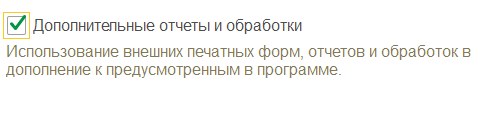 Дополнительные отчеты и обработки
Использование внешних печатных форм, отчетов и обработок в
дополнение к предусмотренным в программе.